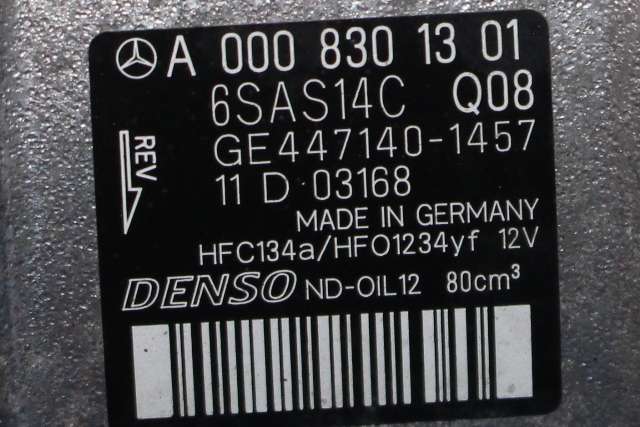 A 000 830 13 01
6SAS14C Q08
GE447140-1457
REV
11 D 03168
MADE IN GERMANY
HFC134a/HFO1234yf 12V
DENSO ND-OIL12 80cm³